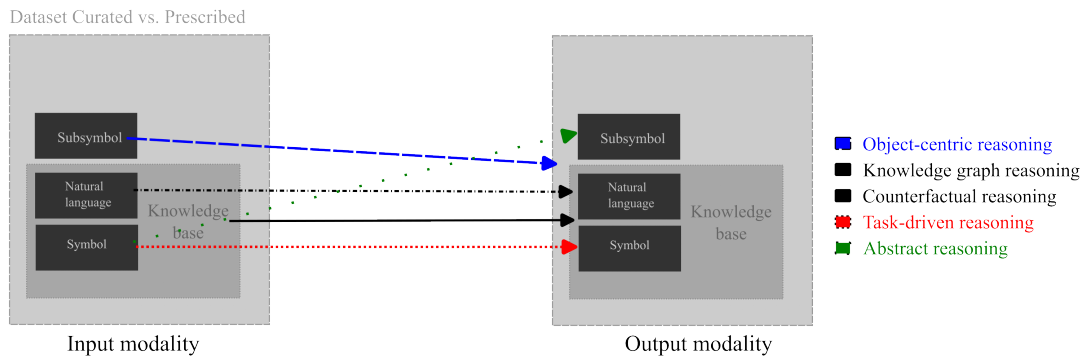 Dataset Curated vs. Prescribed
Subsymbol
Natural
language
Knowledge
base
Symbol
Input modality
Subsymbol
Natural
language
Knowledge
base
Symbol
Output modality
Object-centric reasoning
Knowledge graph reasoning
Counterfactual reasoning
Task-driven reasoning
Abstract reasoning